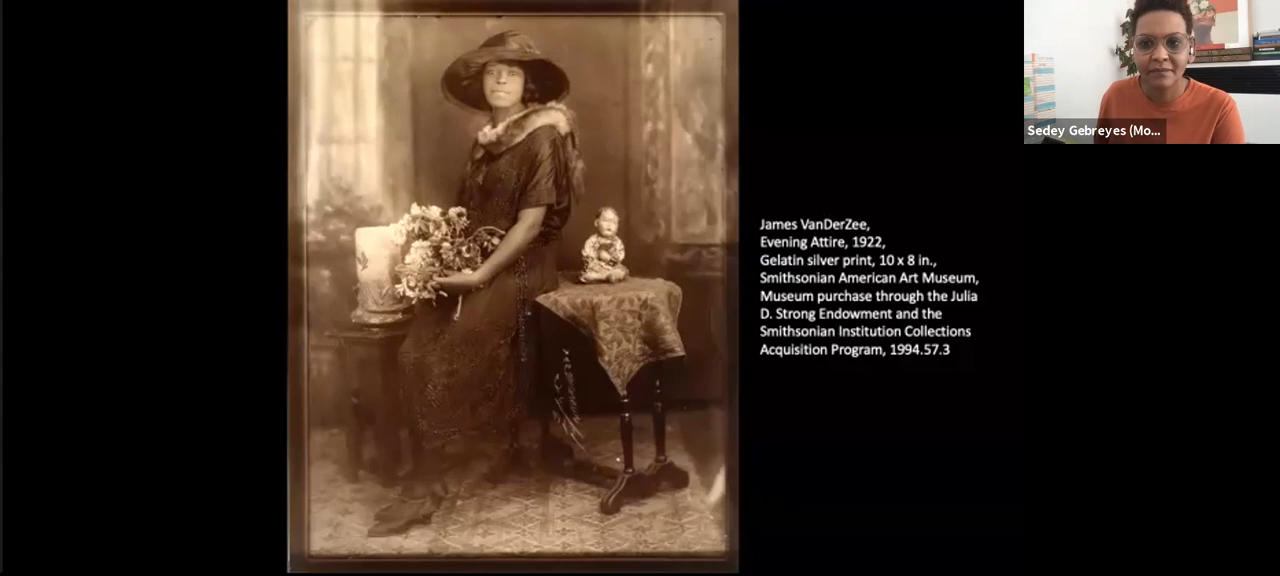 Sedey Gebreyes (Mo...
James VanDerZee,
Evening Attire, 1922,
Gelatin silver print, 10 x 8 in.,
Smithsonian American Art Museum,
Museum purchase through the Julia
D. Strong Endowment and the
Smithsonian Institution Collections
Acquisition Program, 1994.57.3